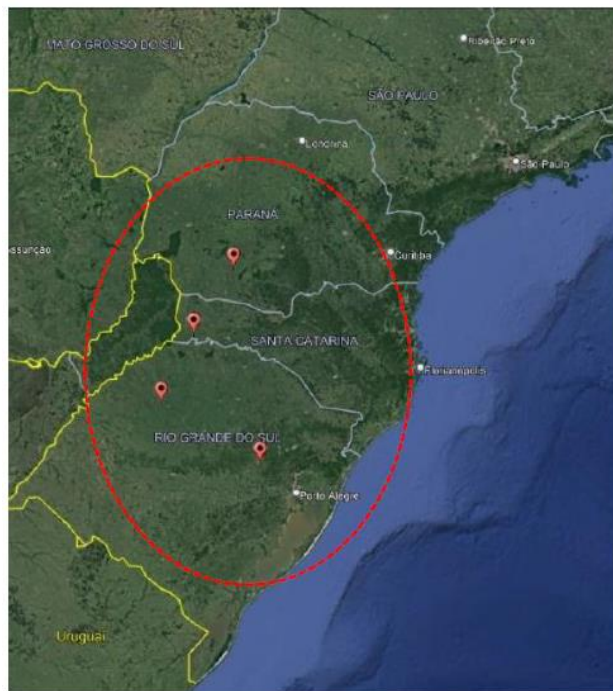 Ribeirão Preto
MATO GROSSO DO SUL
SÃO PAULO
Londrina
São Paulo
PARANÁ
Assunção
Curitiba
SANTA CATARINA
Florianópolis
RIO GRANDE DO SUL
Porto Alegre
Uruguai